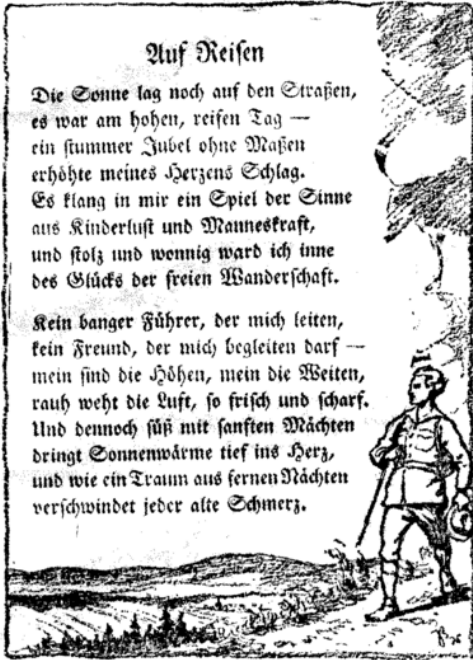 Auf Reisen
Die Sonne lag noch auf den Straßen,
es war am hohen, reifen Tag —
ein stummer Jubel ohne Maßen
erhöhte meines Herzens Schlag.
Es klang in mir ein Spiel der Sinne
aus Kinderlust und Manneskraft,
und stolz und wonnig ward ich inne
des Glücks der freien Wanderschaft.
Kein banger Führer, der mich leiten,
kein Freund, der mich begleiten darf —
mein sind die Höhen, mein die Weiten,
rauh weht die Luft, so frisch und scharf.
Und dennoch süß mit sanften Mächten
dringt Sonnenwärme tief ins Herz,
und wie ein Traum aus fernen Nächten
verschwindet jeder alte Schmerz.